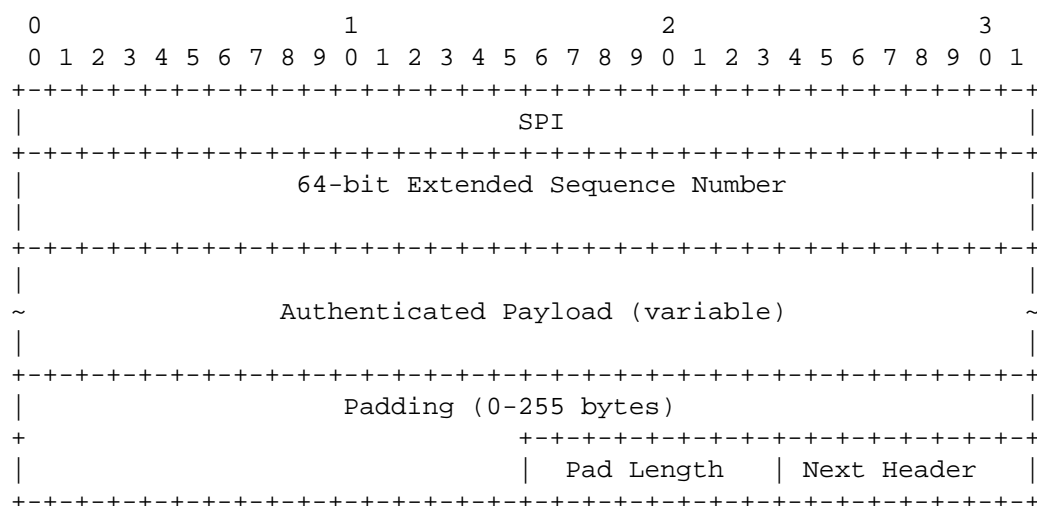 0                   1                   2                   3
 0 1 2 3 4 5 6 7 8 9 0 1 2 3 4 5 6 7 8 9 0 1 2 3 4 5 6 7 8 9 0 1
+-+-+-+-+-+-+-+-+-+-+-+-+-+-+-+-+-+-+-+-+-+-+-+-+-+-+-+-+-+-+-+-+
|                               SPI                             |
+-+-+-+-+-+-+-+-+-+-+-+-+-+-+-+-+-+-+-+-+-+-+-+-+-+-+-+-+-+-+-+-+
|                 64-bit Extended Sequence Number               |
|                                                               |
+-+-+-+-+-+-+-+-+-+-+-+-+-+-+-+-+-+-+-+-+-+-+-+-+-+-+-+-+-+-+-+-+
|                                                               |
~                Authenticated Payload (variable)               ~
|                                                               |
+-+-+-+-+-+-+-+-+-+-+-+-+-+-+-+-+-+-+-+-+-+-+-+-+-+-+-+-+-+-+-+-+
|                    Padding (0-255 bytes)                      |
+                               +-+-+-+-+-+-+-+-+-+-+-+-+-+-+-+-+
|                               |  Pad Length   | Next Header   |
+-+-+-+-+-+-+-+-+-+-+-+-+-+-+-+-+-+-+-+-+-+-+-+-+-+-+-+-+-+-+-+-+